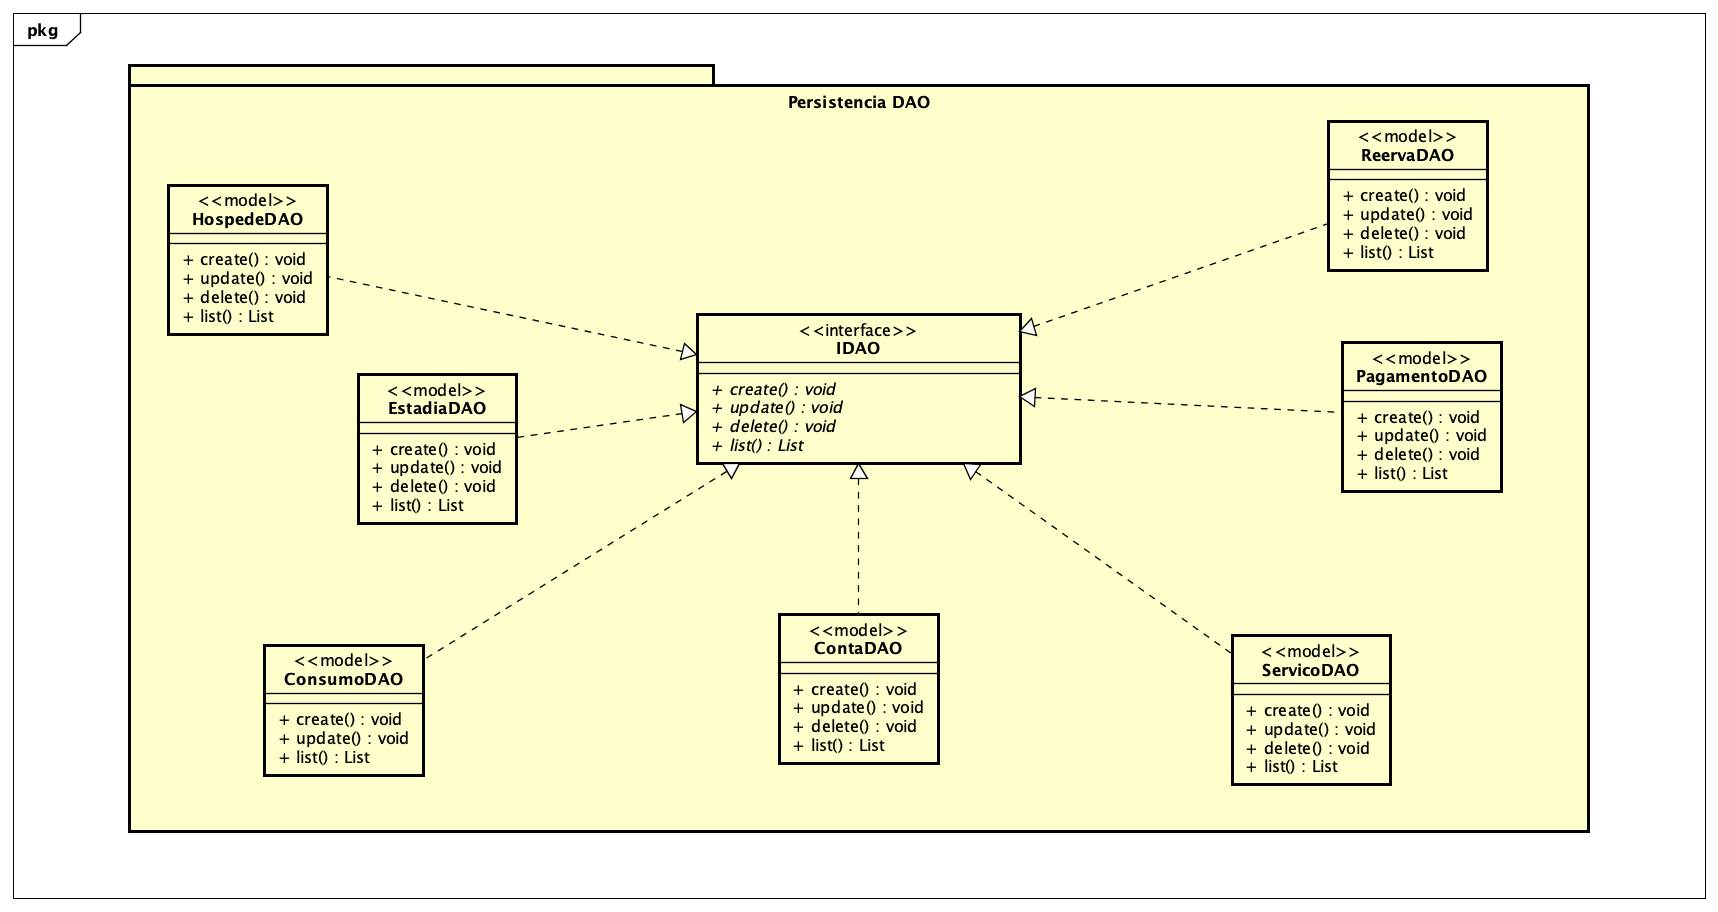 pkg
Persistencia DAO
<<model>>
ReervaDAO
+ create() : void
+ update() : void
+ delete() : void
+ list() : List
<<model>>
HospedeDAO
+ create() : void
+ update() : void
+ delete() : void
+ list() : List
<<interface>>
IDAO
+ create() : void
+ update() : void
+ delete() : void
+ list() : List
<<model>>
PagamentoDAO
+ create() : void
+ update() : void
+ delete() : void
+ list() : List
<<model>>
EstadiaDAO
+ create() : void
+ update() : void
+ delete() : void
+ list() : List
<<model>>
ConsumoDAO
+ create() : void
+ update() : void
+ list() : List
<<model>>
ContaDAO
+ create() : void
+ update() : void
+ delete() : void
+ list() : List
<<model>>
ServicoDAO
+ create() : void
+ update() : void
+ delete() : void
+ list() : List